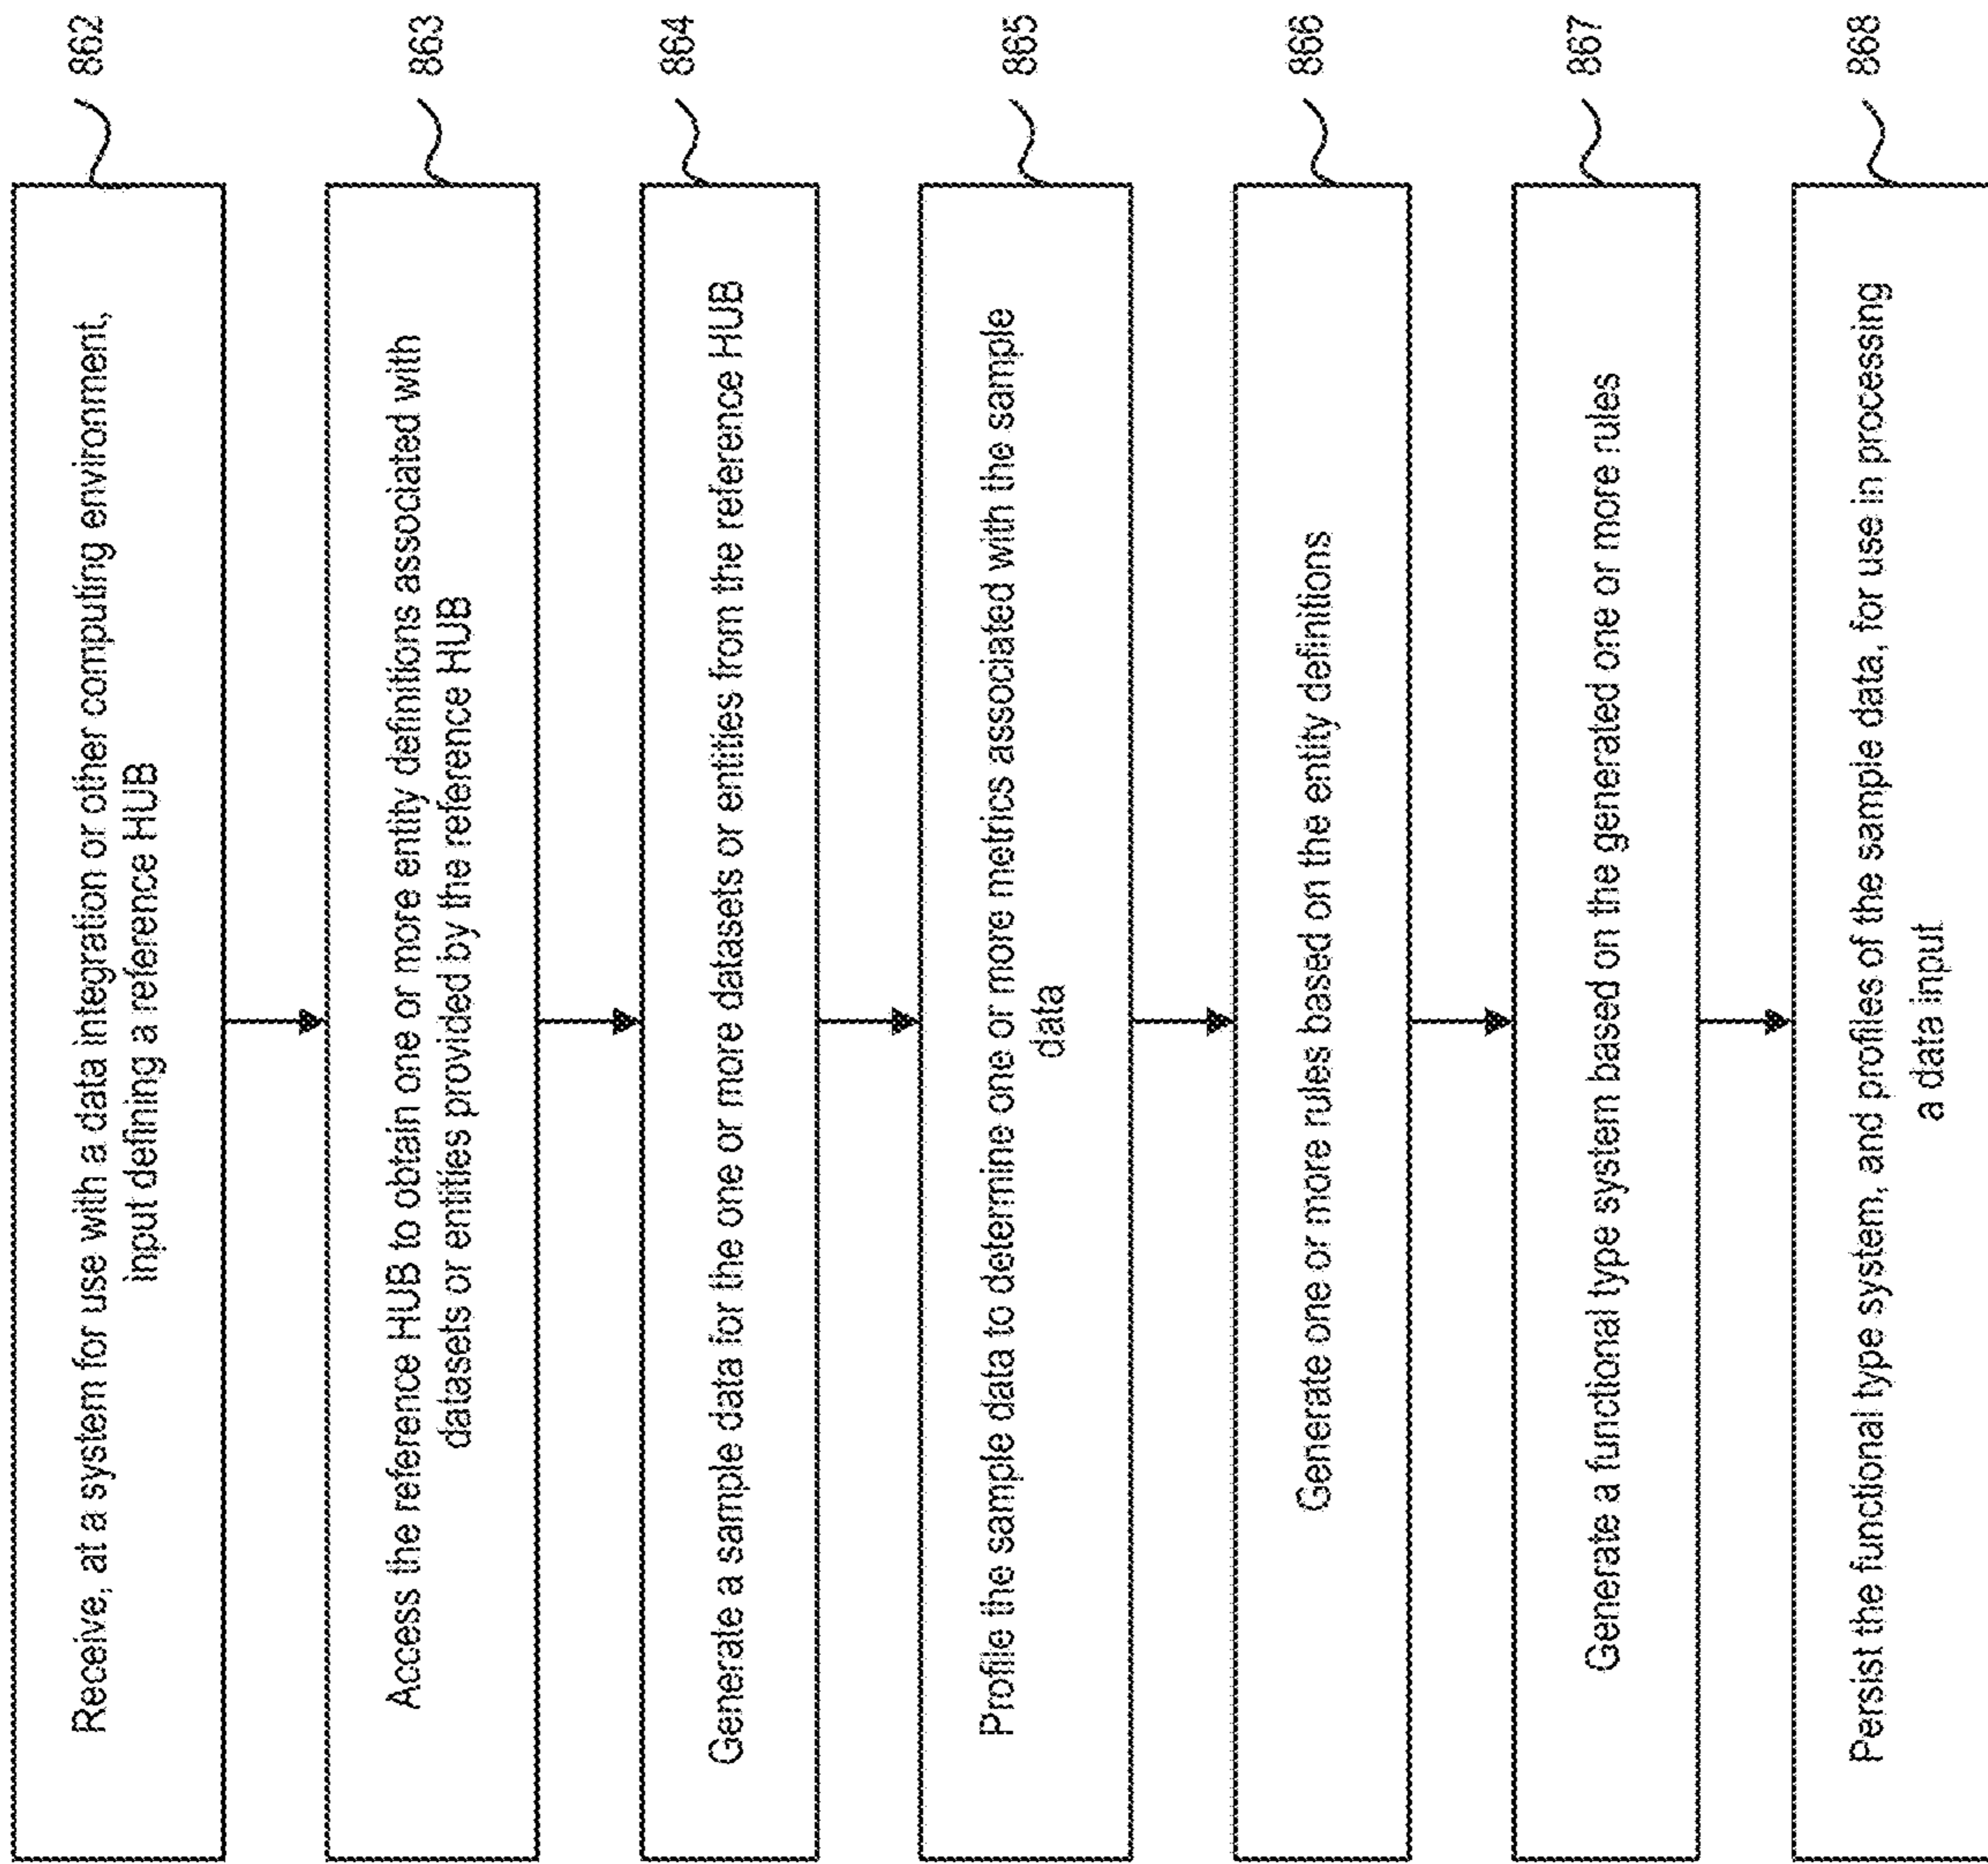 Receive, at a system for use with a data integration or other computing environment,
input defining a reference HUB
862
Access the reference HUB to obtain one or more entity definitions associated with
datasets or entities provided by the reference HUB
863
Generate a sample data for the one or more datasets or entities from the reference HUB
864
Profile the sample data to determine one or more metrics associated with the sample
data
865
Generate one or more rules based on the entity definitions
866
Generate a functional type system based on the generated one or more rules
867
Persist the functional type system, and profiles of the sample data, for use in processing
a data input
868